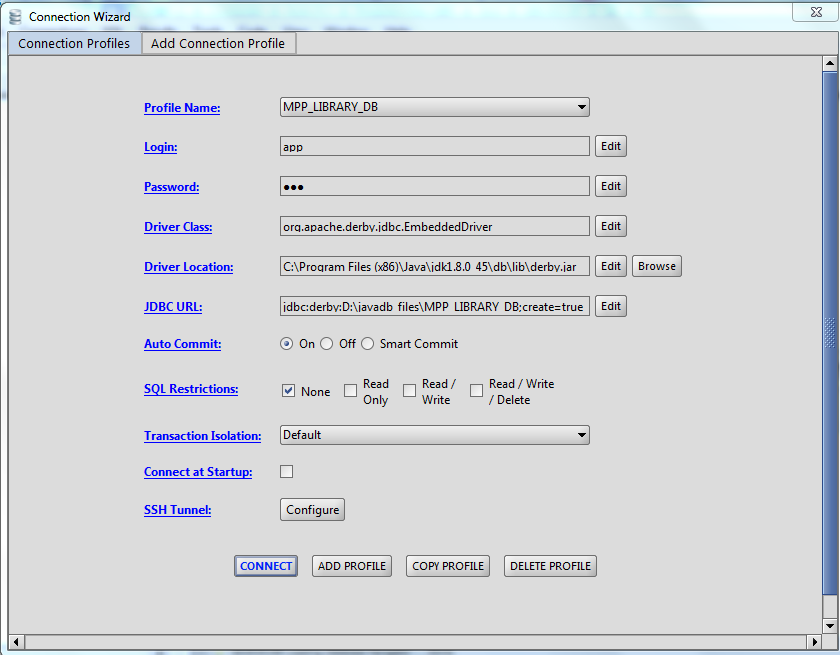 Connection Wizard
Connection Profiles Add Connection Profile
Profile Name: MPP_LIBRARY_DB
Login: app Edit
Password: ●●● Edit
Driver Class: org.apache.derby.jdbc.EmbeddedDriver Edit
Driver Location: C:\Program Files (x86)\Java\jdk1.8.0_45\db\lib\derby.jar Edit Browse
JDBC URL: jdbc:derby:D:\javadb_files\MPP_LIBRARY_DB;create=true Edit
Auto Commit: On Off Smart Commit
SQL Restrictions: None Read Only Read / Write Read / Write / Delete
Transaction Isolation: Default
Connect at Startup:
SSH Tunnel: Configure
CONNECT ADD PROFILE COPY PROFILE DELETE PROFILE